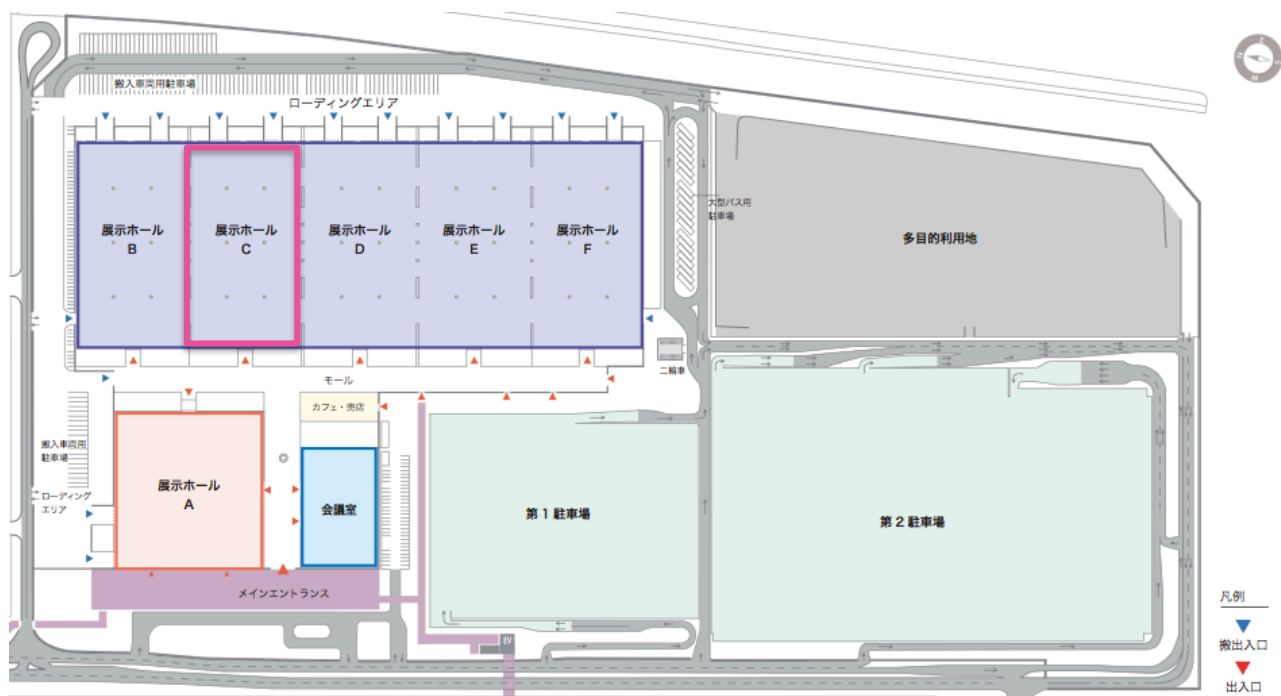 搬入車両用駐車場
ローディングエリア
展示ホール
B
展示ホール
C
展示ホール
D
展示ホール
E
展示ホール
F
大型バス用
駐車場
多目的利用地
二輪車
モール
カフェ・売店
搬入車両用
駐車場
ローディング
エリア
展示ホール
A
会議室
第1駐車場
第2駐車場
メインエントランス
EV
凡例
搬出入口
出入口
S
E
N
W